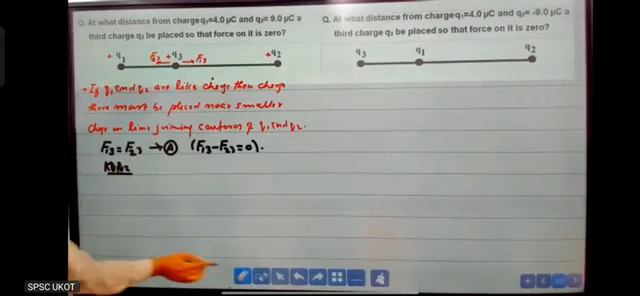 Q. At what distance from charge q₁=4.0 μC and q₂= 9.0 μC a
third charge q₃ be placed so that force on it is zero?
+q₁ F₂₃ +q₃ F₁₃ +q₂
→ If q₁ and q₂ are like charge then charge
must be placed near smaller
charge on line joining centres of q₁ and q₂.
F₁₃ = F₂₃ → Ⓐ (F₁₃ - F₂₃ = 0).
Q. At what distance from charge q₁=4.0 μC and q₂= -9.0 μC a
third charge q₃ be placed so that force on it is zero?
q₃ q₁ q₂
SPSC UKOT